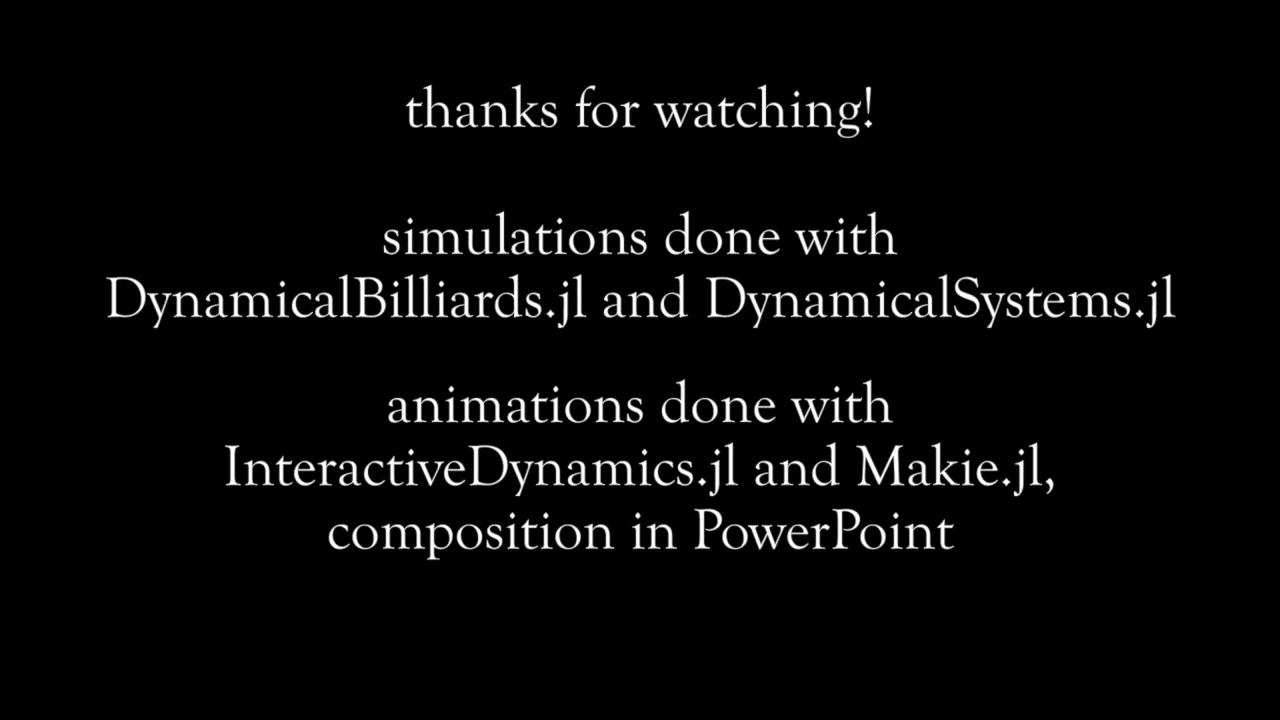 thanks for watching!
simulations done with
DynamicalBilliards.jl and DynamicalSystems.jl
animations done with
InteractiveDynamics.jl and Makie.jl,
composition in PowerPoint